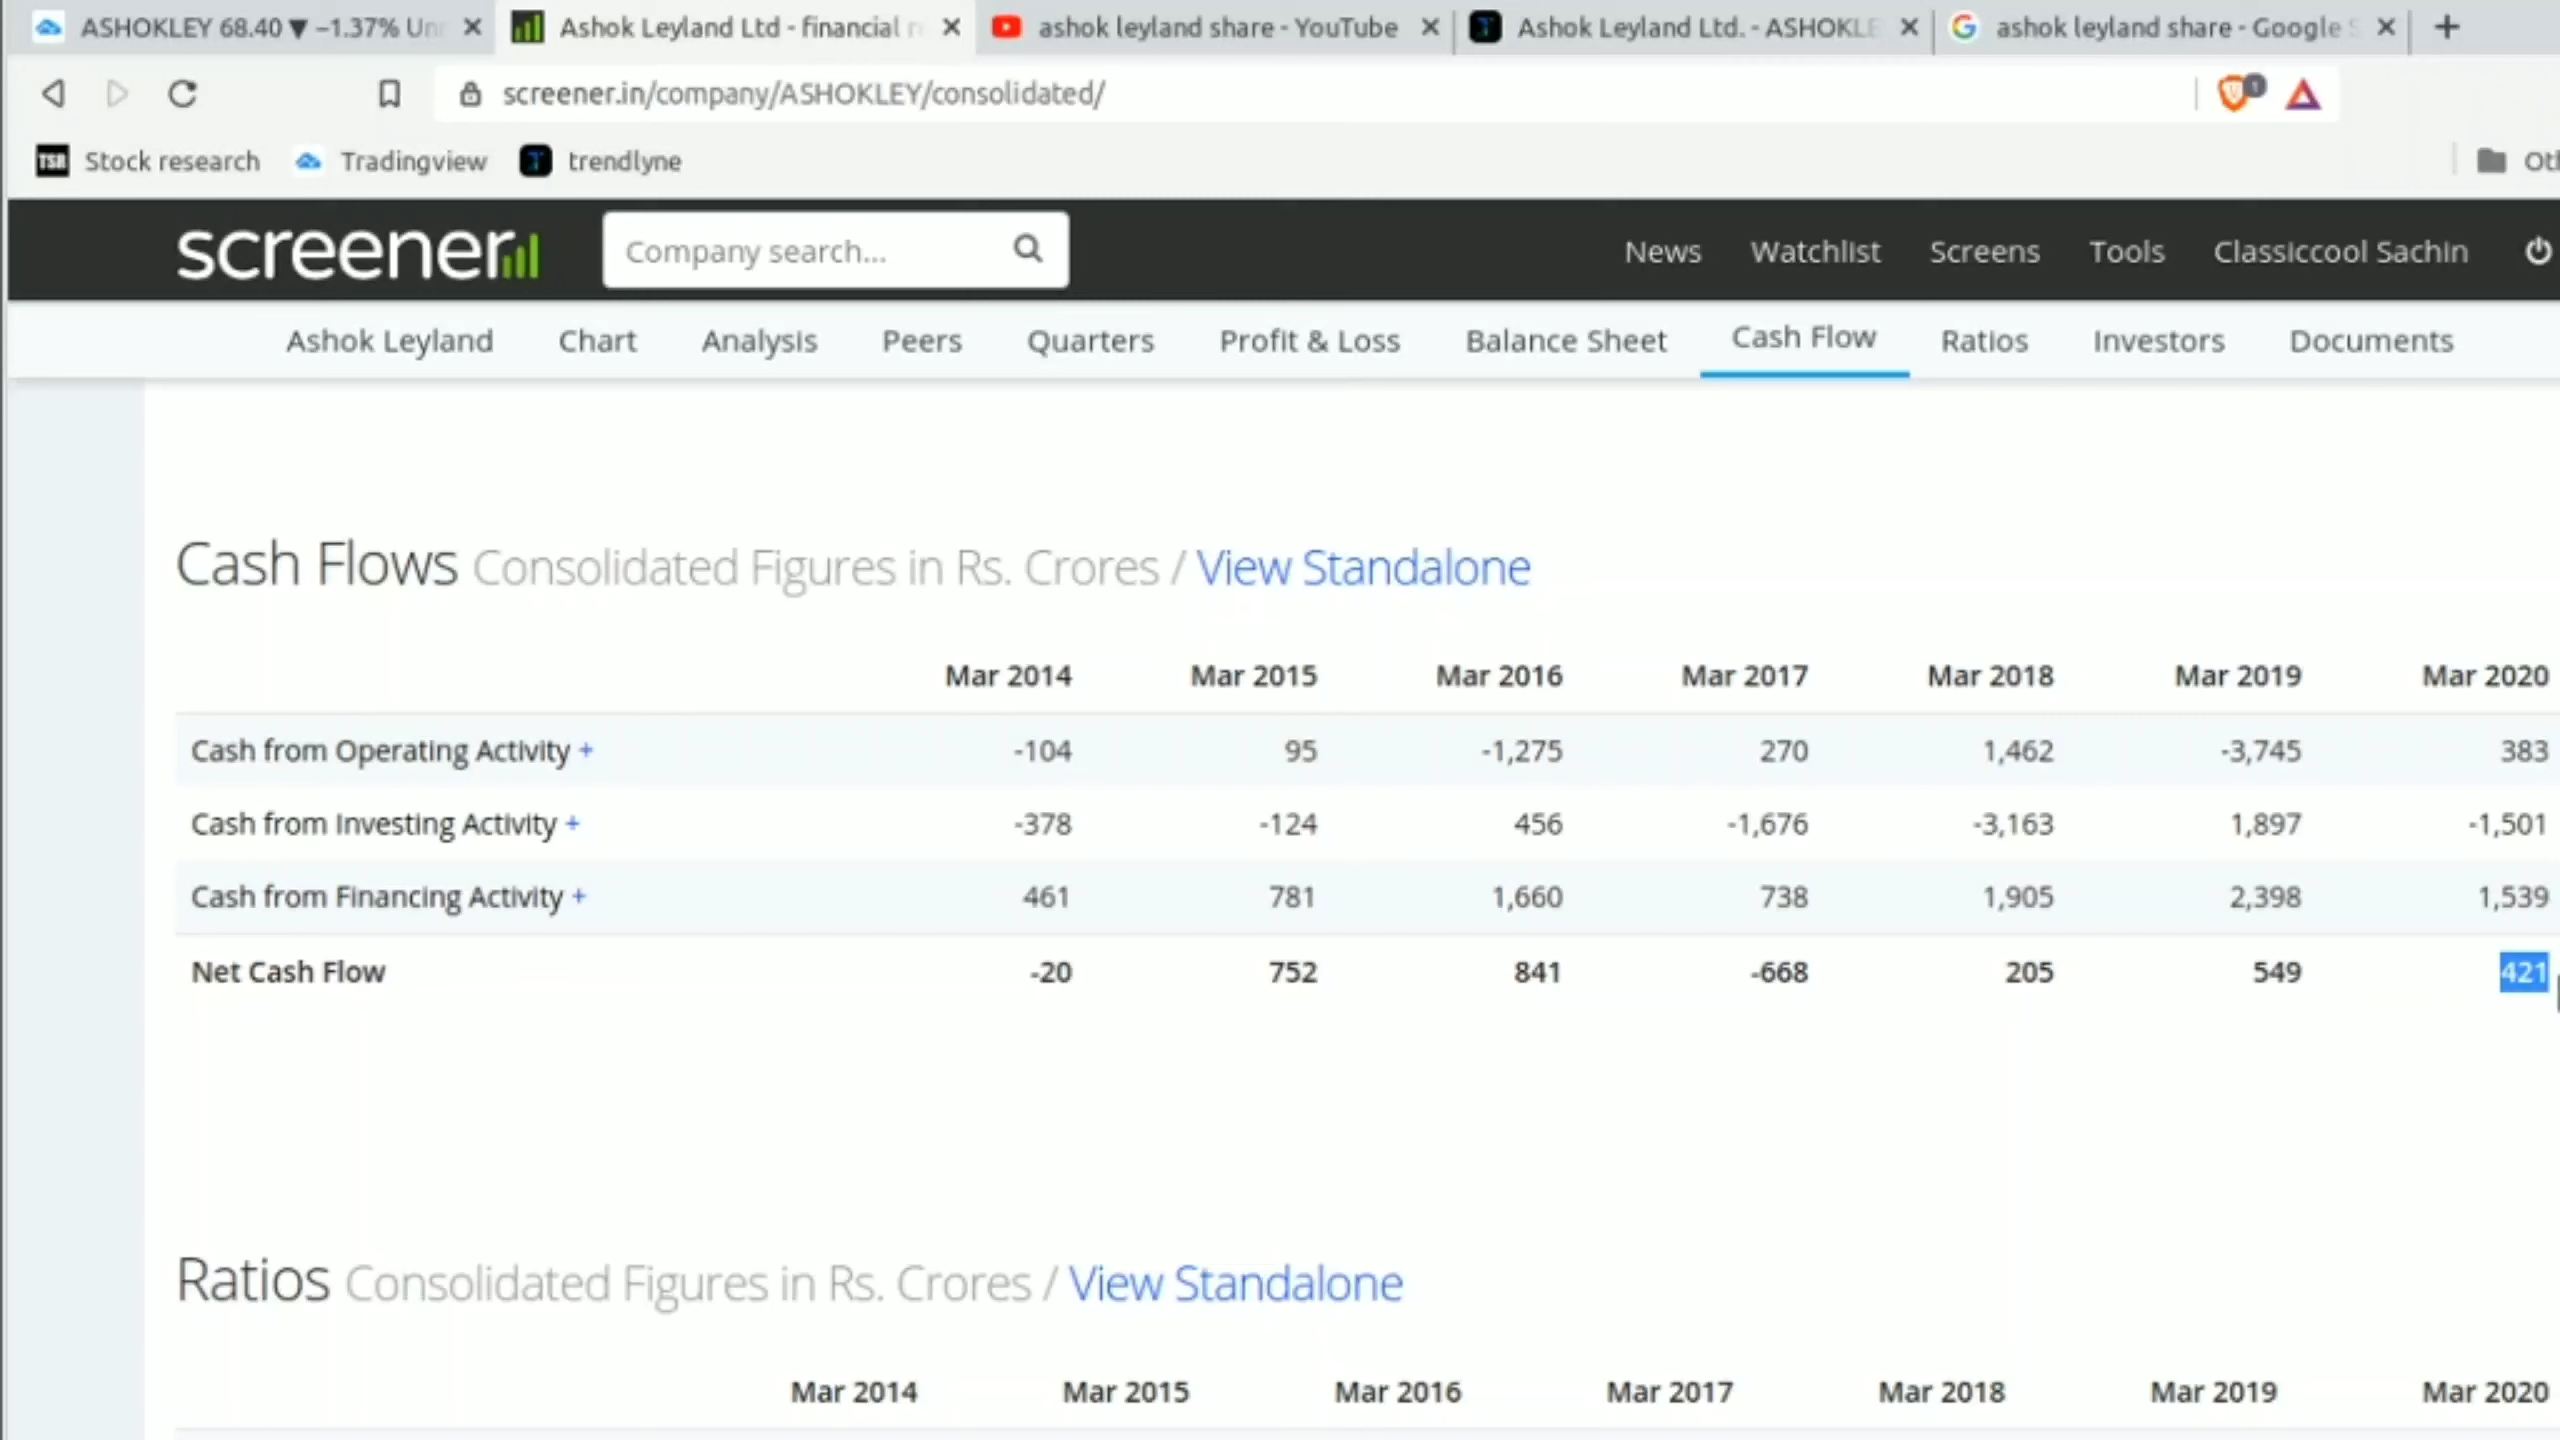 ASHOKLEY 68.40 ▼ −1.37% Un
Ashok Leyland Ltd - financial
ashok leyland share - YouTube
Ashok Leyland Ltd. - ASHOKLE
ashok leyland share - Google
screener.in/company/ASHOKLEY/consolidated/
1
TSR Stock research
Tradingview
trendlyne
Oth
screener
Company search...
News Watchlist Screens Tools Classiccool Sachin
Ashok Leyland Chart Analysis Peers Quarters Profit & Loss Balance Sheet Cash Flow Ratios Investors Documents
Cash Flows Consolidated Figures in Rs. Crores / View Standalone
Mar 2014 Mar 2015 Mar 2016 Mar 2017 Mar 2018 Mar 2019 Mar 2020
Cash from Operating Activity + -104 95 -1,275 270 1,462 -3,745 383
Cash from Investing Activity + -378 -124 456 -1,676 -3,163 1,897 -1,501
Cash from Financing Activity + 461 781 1,660 738 1,905 2,398 1,539
Net Cash Flow -20 752 841 -668 205 549 421
Ratios Consolidated Figures in Rs. Crores / View Standalone
Mar 2014 Mar 2015 Mar 2016 Mar 2017 Mar 2018 Mar 2019 Mar 2020